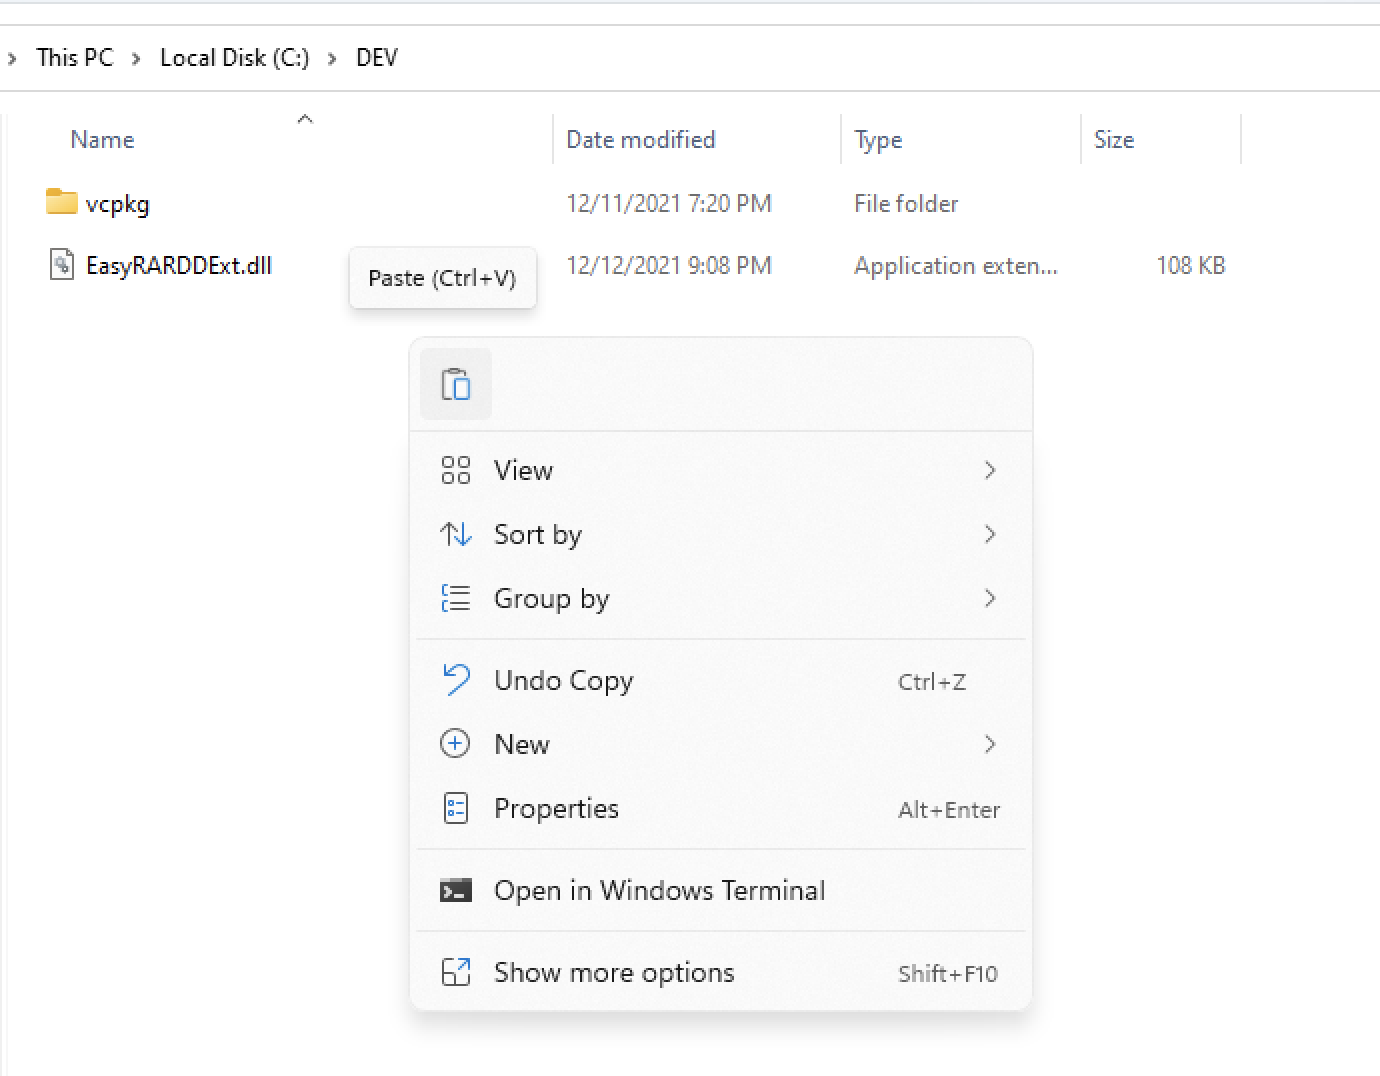 This PC > Local Disk (C:) > DEV
Name Date modified Type Size
vcpkg 12/11/2021 7:20 PM File folder
EasyRARDDExt.dll 12/12/2021 9:08 PM Application exten... 108 KB
Paste (Ctrl+V)
View
Sort by
Group by
Undo Copy Ctrl+Z
New
Properties Alt+Enter
Open in Windows Terminal
Show more options Shift+F10